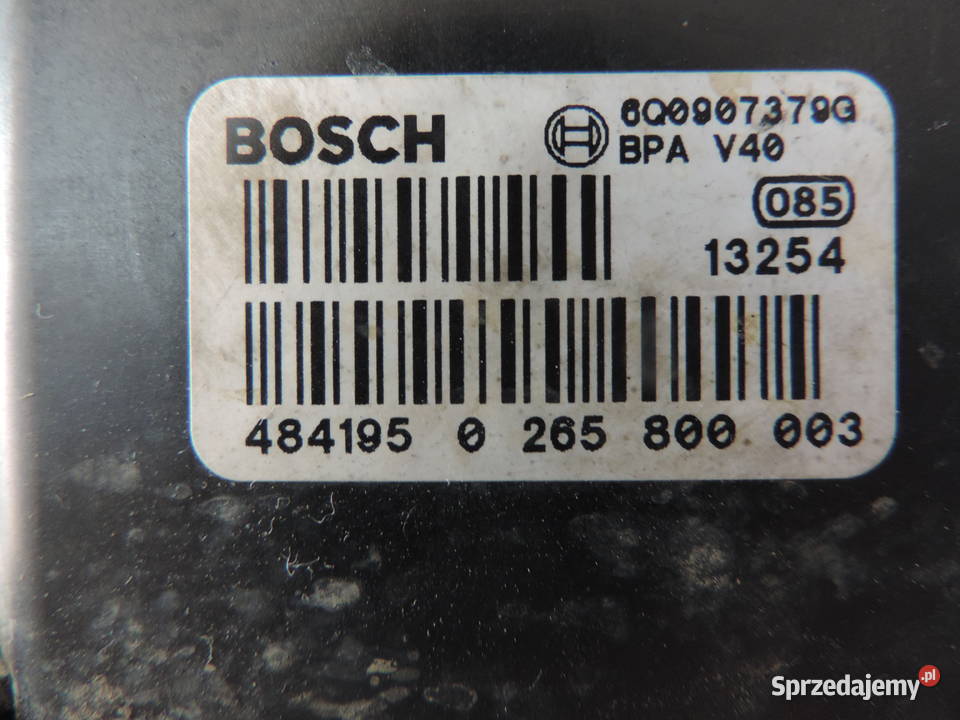 BOSCH
6Q0907379G
BPA V40
085
13254
484195 0 265 800 003
Sprzedajemy.pl